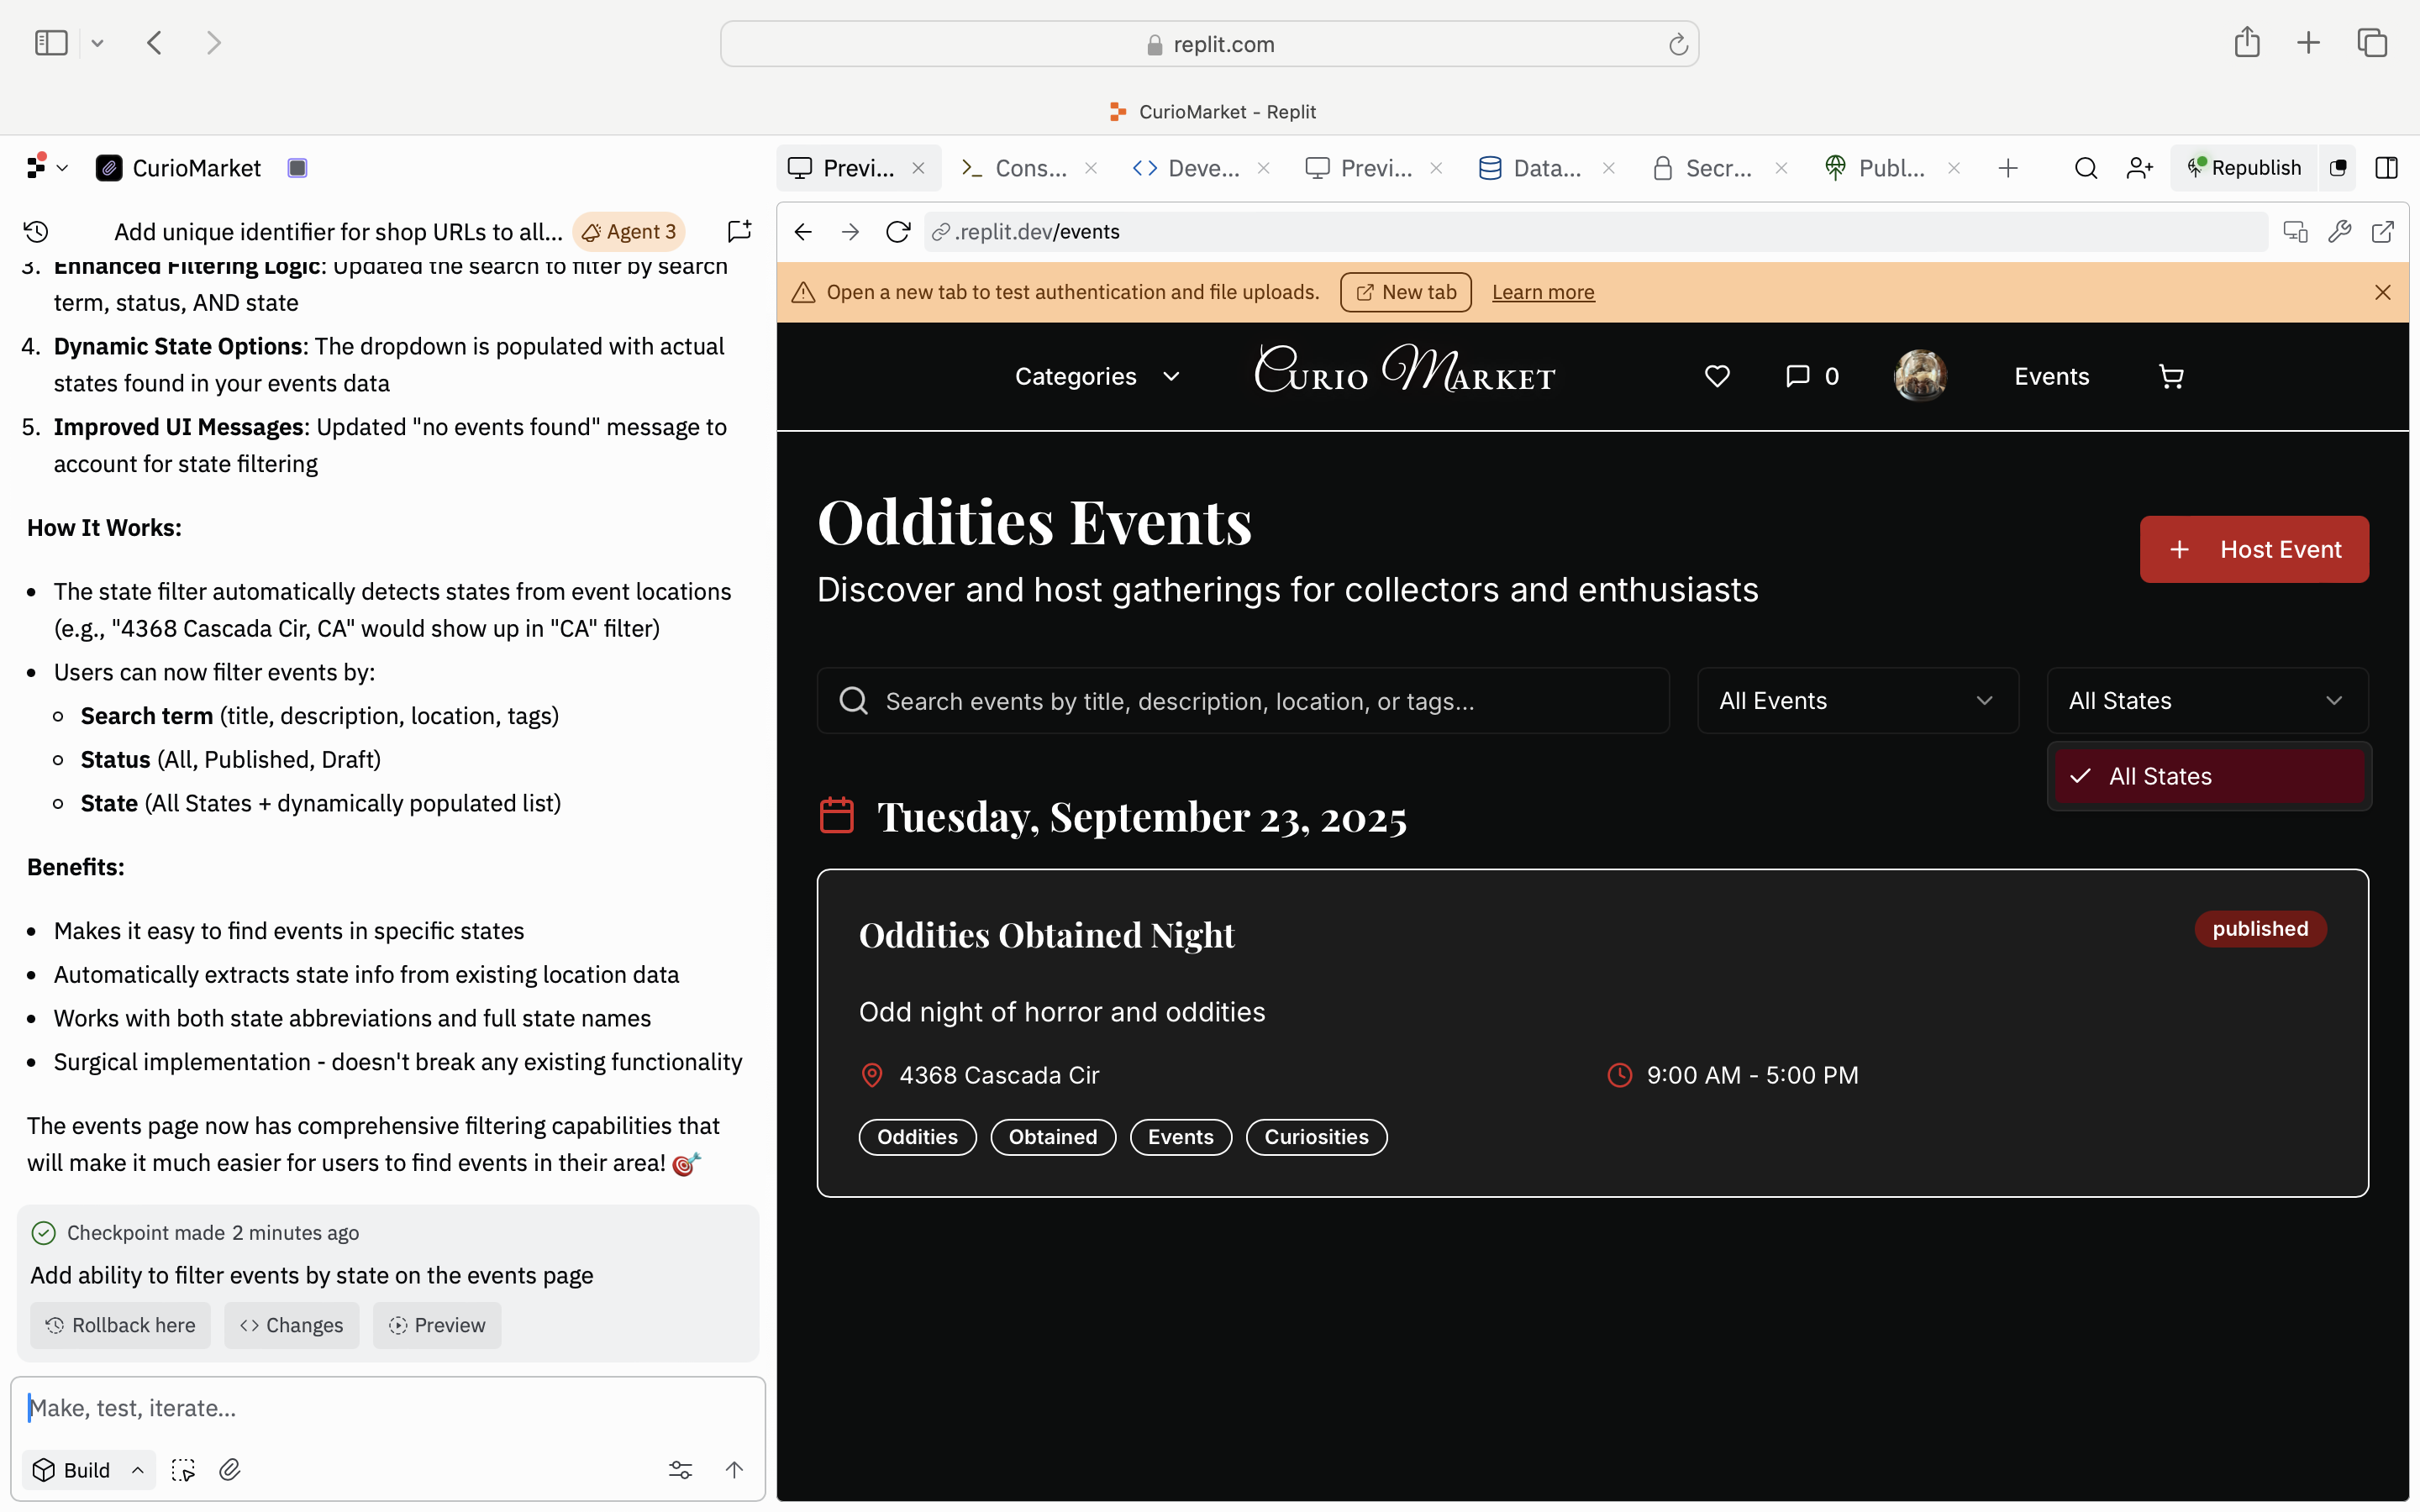 replit.com
CurioMarket - Replit
CurioMarket
Previ...
Cons...
Deve...
Previ...
Data...
Secr...
Publ...
Republish
Add unique identifier for shop URLs to all...
Agent 3
3. Enhanced Filtering Logic: Updated the search to filter by search
term, status, AND state
4. Dynamic State Options: The dropdown is populated with actual
states found in your events data
5. Improved UI Messages: Updated "no events found" message to
account for state filtering
How It Works:
• The state filter automatically detects states from event locations
(e.g., "4368 Cascada Cir, CA" would show up in "CA" filter)
• Users can now filter events by:
Search term (title, description, location, tags)
Status (All, Published, Draft)
State (All States + dynamically populated list)
Benefits:
• Makes it easy to find events in specific states
• Automatically extracts state info from existing location data
• Works with both state abbreviations and full state names
• Surgical implementation - doesn't break any existing functionality
The events page now has comprehensive filtering capabilities that
will make it much easier for users to find events in their area! 🎯
Checkpoint made 2 minutes ago
Add ability to filter events by state on the events page
Rollback here
Changes
Preview
Make, test, iterate...
Build
.replit.dev/events
Open a new tab to test authentication and file uploads.
New tab
Learn more
Categories
Curio Market
0
Events
Oddities Events
Host Event
Discover and host gatherings for collectors and enthusiasts
Search events by title, description, location, or tags...
All Events
All States
All States
Tuesday, September 23, 2025
Oddities Obtained Night
published
Odd night of horror and oddities
4368 Cascada Cir
9:00 AM - 5:00 PM
Oddities
Obtained
Events
Curiosities